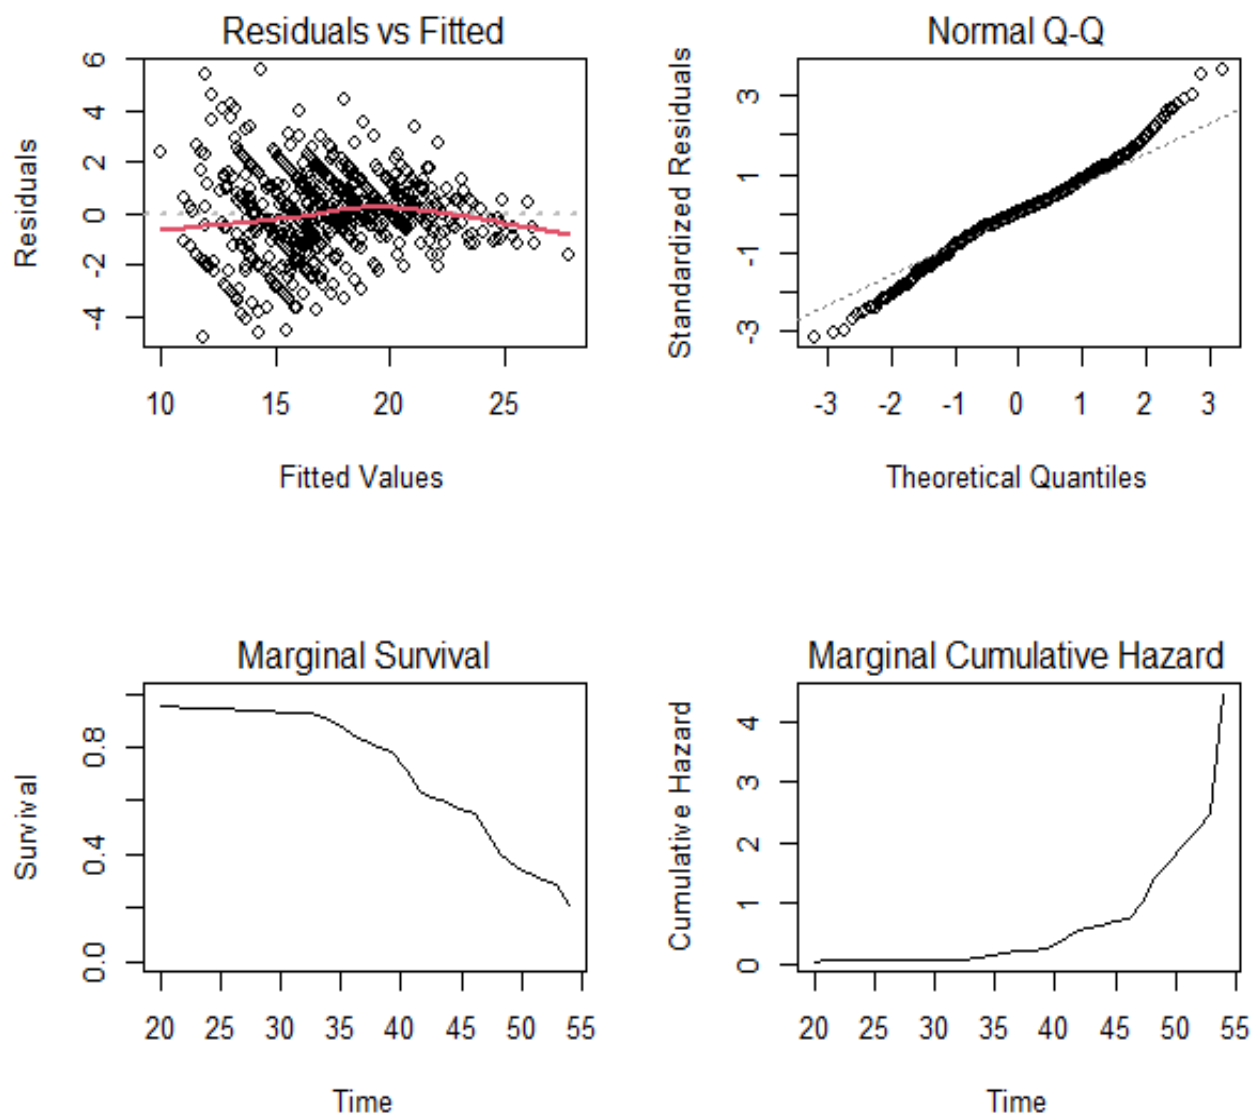 Residuals vs Fitted
Residuals
6
4
2
0
-2
-4
10 15 20 25
Fitted Values
Normal Q-Q
Standardized Residuals
3
1
-1
-3
-3 -2 -1 0 1 2 3
Theoretical Quantiles
Marginal Survival
Survival
0.8
0.4
0.0
20 25 30 35 40 45 50 55
Time
Marginal Cumulative Hazard
Cumulative Hazard
4
3
2
1
0
20 25 30 35 40 45 50 55
Time